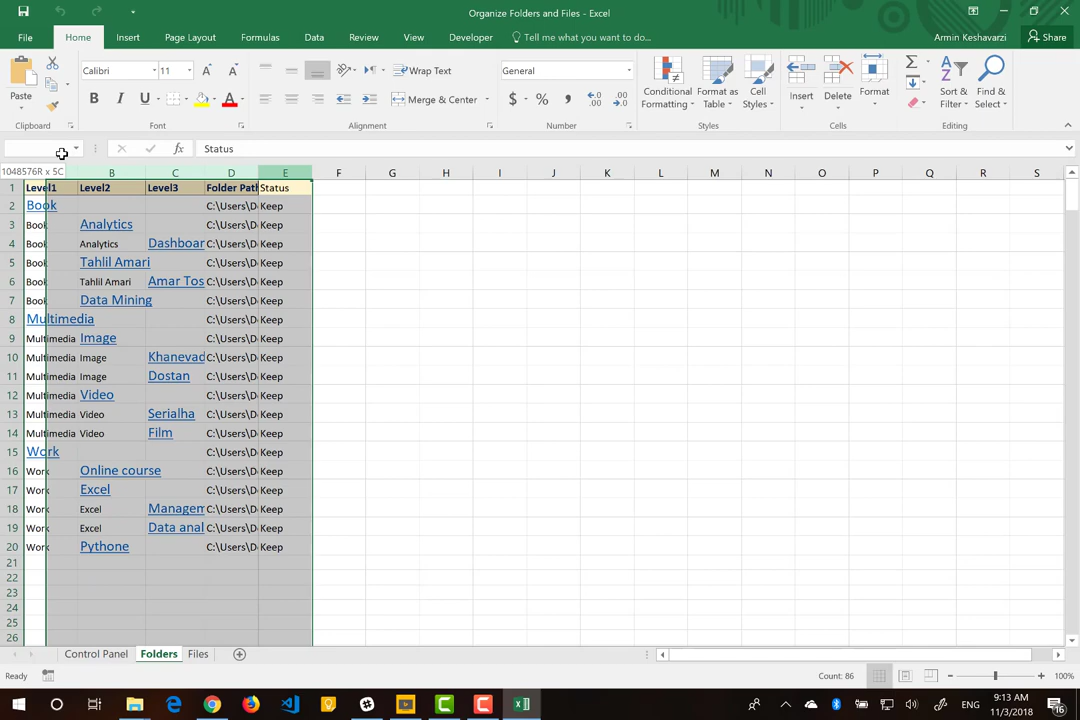 Organize Folders and Files - Excel
File Home Insert Page Layout Formulas Data Review View Developer Tell me what you want to do... Armin Keshavarzi Share
Paste
Calibri 11 A A
Wrap Text
General
B I U A
Merge & Center
$ % ,
Conditional Formatting
Format as Table
Cell Styles
Insert
Delete
Format
Sort & Filter
Find & Select
Clipboard Font Alignment Number Styles Cells Editing
fx Status
1048576R x 5C
B C D E F G H I J K L M N O P Q R S
1 Level1 Level2 Level3 Folder Path Status
2 Book C:\Users\D Keep
3 Book Analytics C:\Users\D Keep
4 Book Analytics Dashboar C:\Users\D Keep
5 Book Tahlil Amari C:\Users\D Keep
6 Book Tahlil Amari Amar Tos C:\Users\D Keep
7 Book Data Mining C:\Users\D Keep
8 Multimedia C:\Users\D Keep
9 Multimedia Image C:\Users\D Keep
10 Multimedia Image Khanevad C:\Users\D Keep
11 Multimedia Image Dostan C:\Users\D Keep
12 Multimedia Video C:\Users\D Keep
13 Multimedia Video Serialha C:\Users\D Keep
14 Multimedia Video Film C:\Users\D Keep
15 Work C:\Users\D Keep
16 Work Online course C:\Users\D Keep
17 Work Excel C:\Users\D Keep
18 Work Excel Managem C:\Users\D Keep
19 Work Excel Data anal C:\Users\D Keep
20 Work Pythone C:\Users\D Keep
21
22
23
24
25
26
Control Panel Folders Files
Ready Count: 86 100%
ENG 9:13 AM
11/3/2018 16